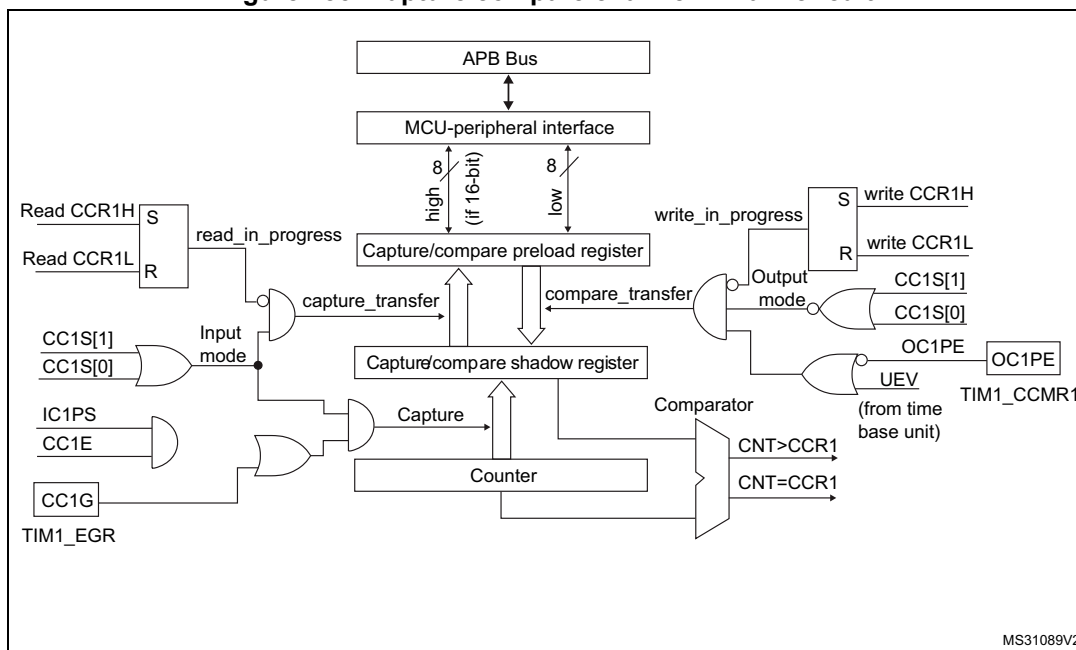 APB Bus
MCU-peripheral interface
8
high
(if 16-bit)
8
low
Read CCR1H
S
Read CCR1L
R
read_in_progress
write_in_progress
S
write CCR1H
R
write CCR1L
Capture/compare preload register
capture_transfer
compare_transfer
Output
mode
CC1S[1]
CC1S[0]
CC1S[1]
CC1S[0]
Input
mode
Capture/compare shadow register
OC1PE
OC1PE
UEV
TIM1_CCMR1
(from time
base unit)
IC1PS
CC1E
Capture
Comparator
CNT>CCR1
CNT=CCR1
Counter
CC1G
TIM1_EGR
MS31089V2